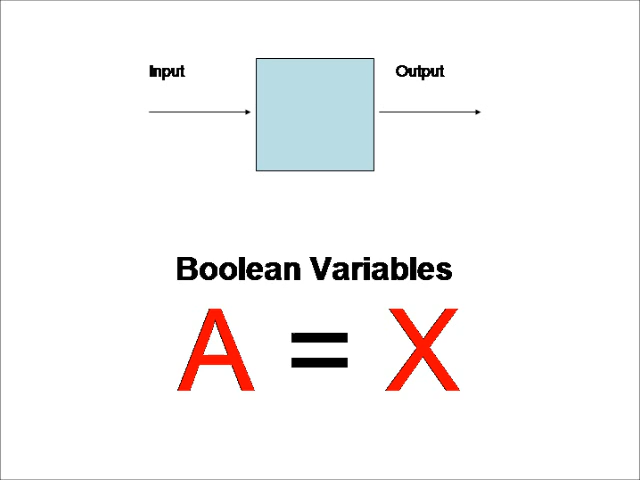 Input Output
Boolean Variables
A = X